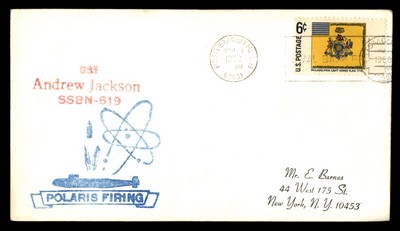 6¢
U.S. POSTAGE
USS
Andrew Jackson
SSBN-619
POLARIS FIRING
Mr. E. Barnes
44 West 175 St.
New York, N. Y. 10453